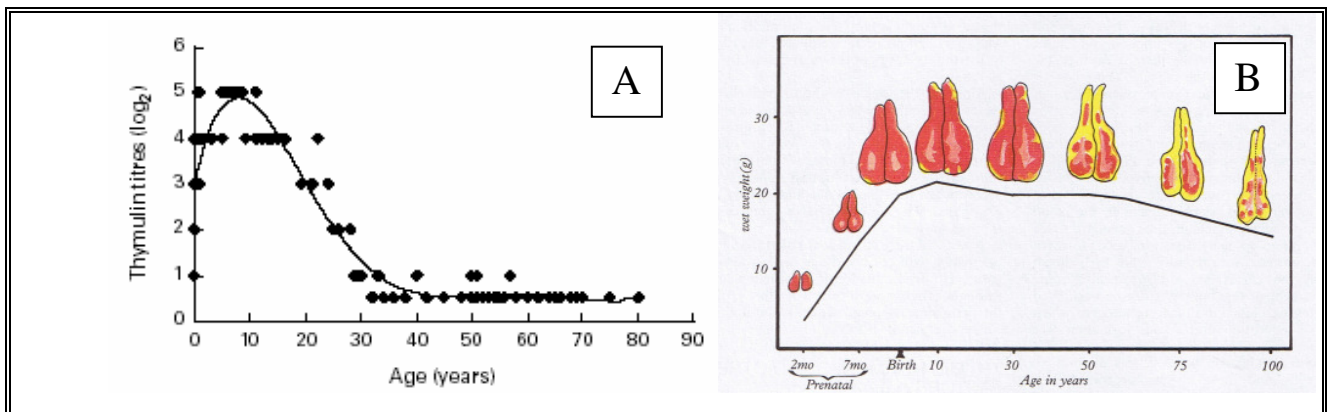 A
6
5
4
3
2
1
0
Thymulin titres (log2)
0 10 20 30 40 50 60 70 80 90
Age (years)
B
30
20
10
wet weight(g)
2mo 7mo Birth 10 30 50 75 100
Prenatal
Age in years